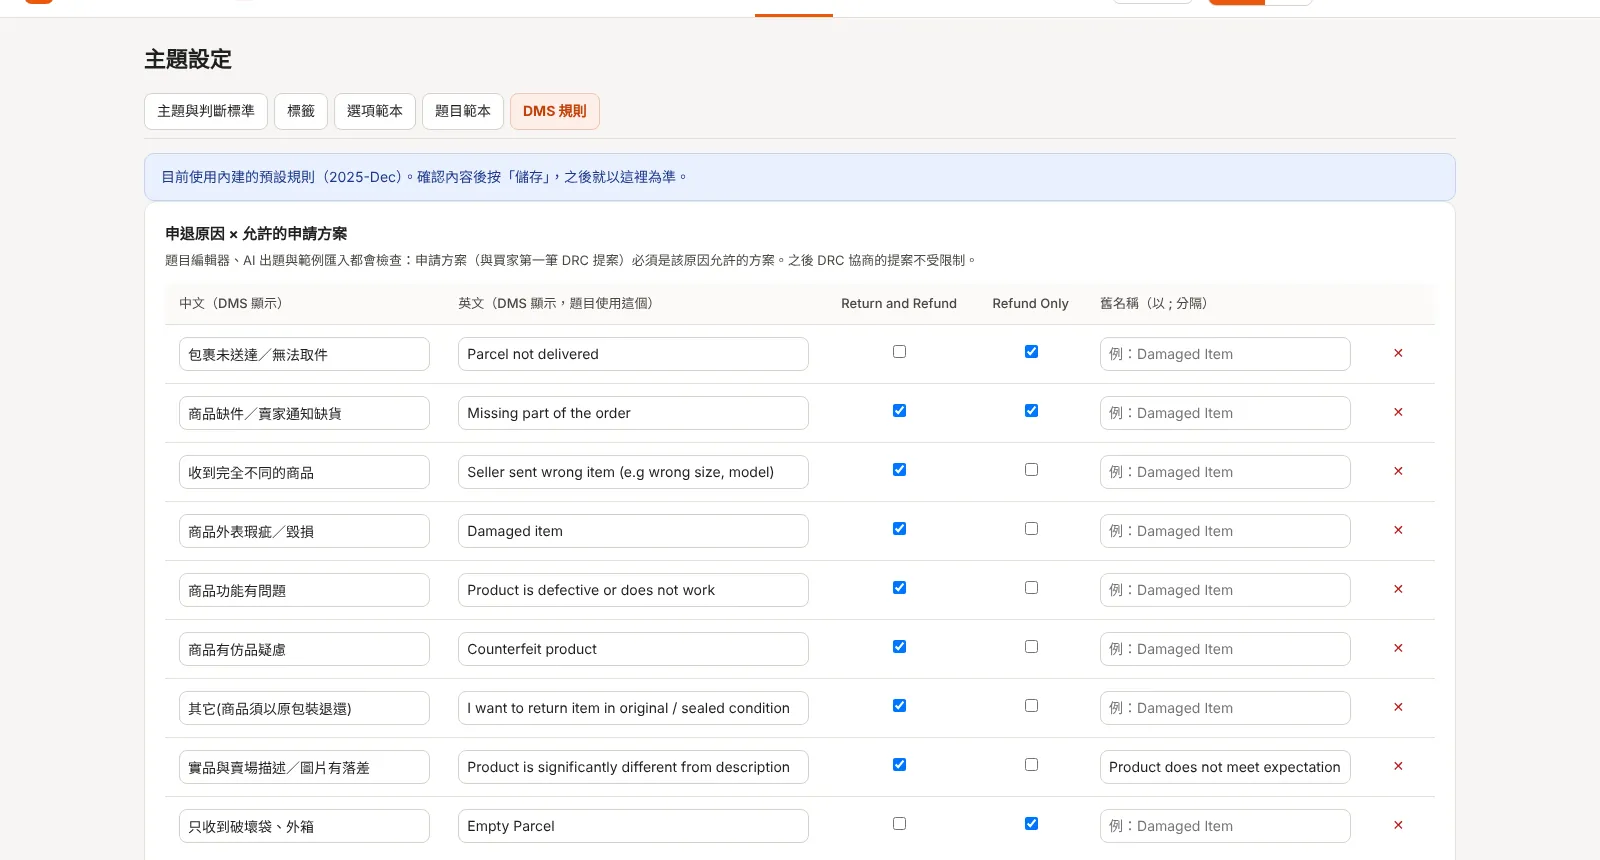 主題設定
主題與判斷標準
標籤
選項範本
題目範本
DMS 規則
目前使用內建的預設規則（2025-Dec）。確認內容後按「儲存」，之後就以這裡為準。
申退原因 × 允許的申請方案
題目編輯器、AI 出題與範例匯入都會檢查：申請方案（與買家第一筆 DRC 提案）必須是該原因允許的方案。之後 DRC 協商的提案不受限制。
中文（DMS 顯示） 英文（DMS 顯示，題目使用這個） Return and Refund Refund Only 舊名稱（以 ; 分隔）
包裹未送達／無法取件 Parcel not delivered 例：Damaged Item ×
商品缺件／賣家通知缺貨 Missing part of the order 例：Damaged Item ×
收到完全不同的商品 Seller sent wrong item (e.g wrong size, model) 例：Damaged Item ×
商品外表瑕疵／毀損 Damaged item 例：Damaged Item ×
商品功能有問題 Product is defective or does not work 例：Damaged Item ×
商品有仿品疑慮 Counterfeit product 例：Damaged Item ×
其它(商品須以原包裝退還) I want to return item in original / sealed condition 例：Damaged Item ×
實品與賣場描述／圖片有落差 Product is significantly different from description Product does not meet expectation ×
只收到破壞袋、外箱 Empty Parcel 例：Damaged Item ×